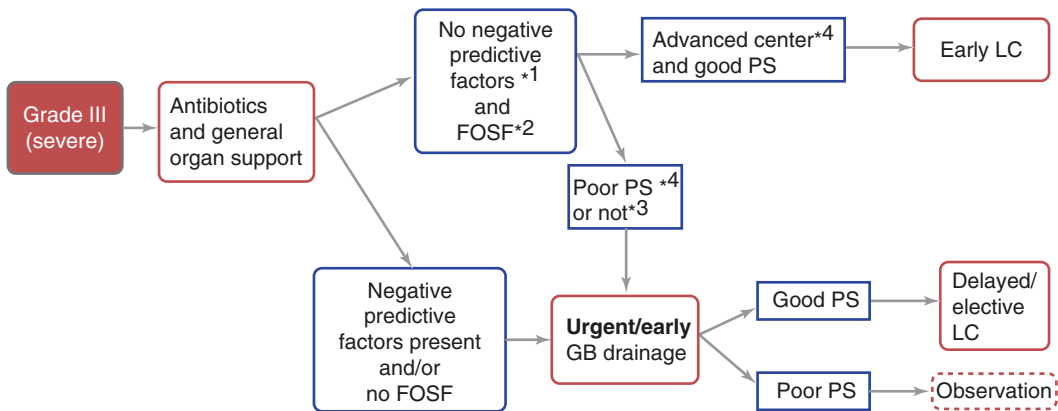 Grade III
(severe)
Antibiotics
and general
organ support
No negative
predictive
factors *1
and
FOSF*2
Advanced center*4
and good PS
Early LC
Poor PS *4
or not*3
Negative
predictive
factors present
and/or
no FOSF
Urgent/early
GB drainage
Good PS
Delayed/
elective
LC
Poor PS
Observation